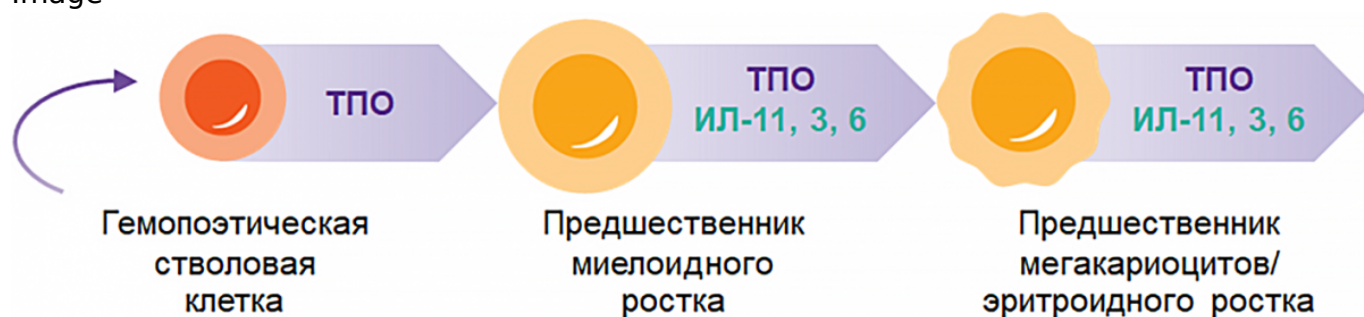 ТПО
ТПО
ИЛ-11, 3, 6
ТПО
ИЛ-11, 3, 6
Гемопоэтическая
стволовая
клетка
Предшественник
миелоидного
ростка
Предшественник
мегакариоцитов/
эритроидного ростка